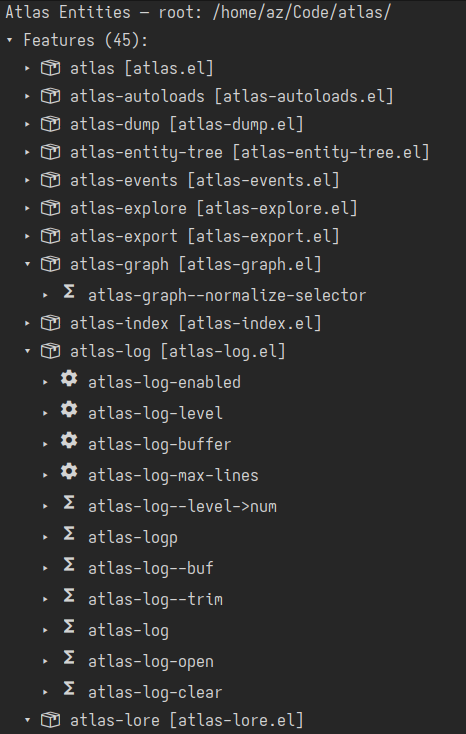 Atlas Entities — root: /home/az/Code/atlas/
Features (45):
atlas [atlas.el]
atlas-autoloads [atlas-autoloads.el]
atlas-dump [atlas-dump.el]
atlas-entity-tree [atlas-entity-tree.el]
atlas-events [atlas-events.el]
atlas-explore [atlas-explore.el]
atlas-export [atlas-export.el]
atlas-graph [atlas-graph.el]
Σ atlas-graph--normalize-selector
atlas-index [atlas-index.el]
atlas-log [atlas-log.el]
atlas-log-enabled
atlas-log-level
atlas-log-buffer
atlas-log-max-lines
Σ atlas-log--level->num
Σ atlas-logp
Σ atlas-log--buf
Σ atlas-log--trim
Σ atlas-log
Σ atlas-log-open
Σ atlas-log-clear
atlas-lore [atlas-lore.el]